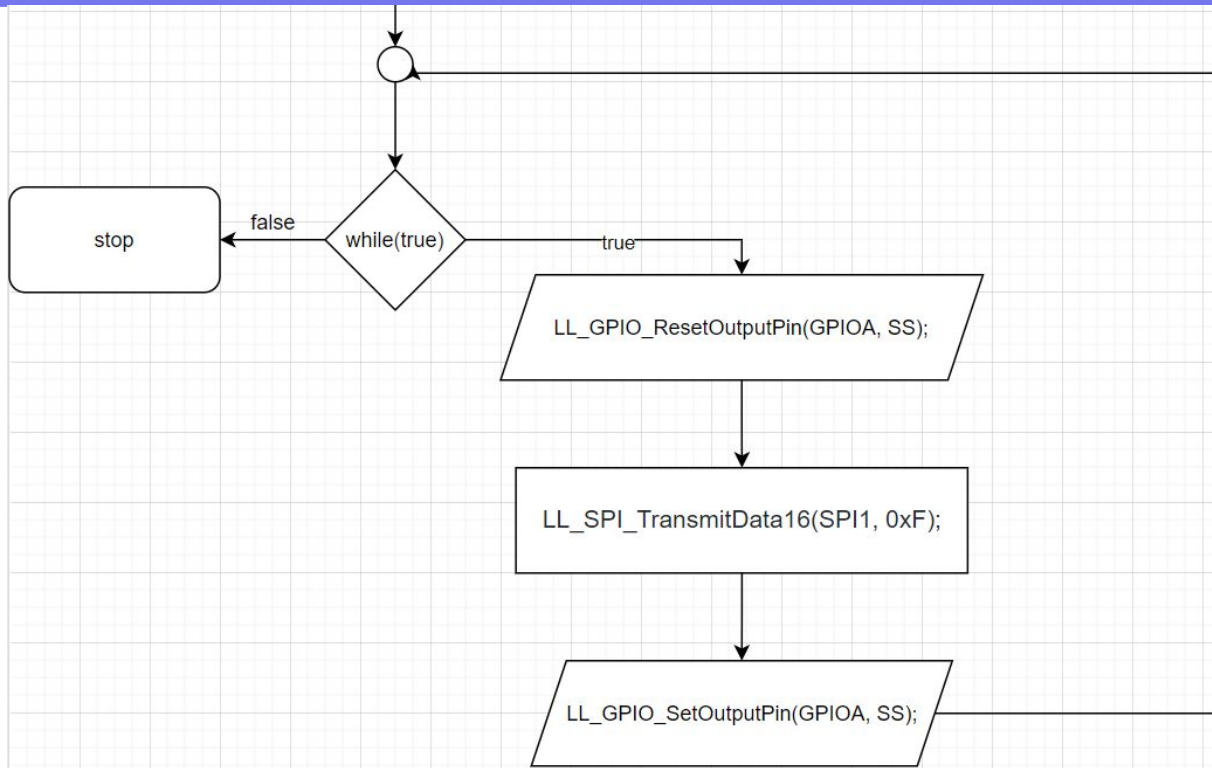 stop
false
while(true)
true
LL_GPIO_ResetOutputPin(GPIOA, SS);
LL_SPI_TransmitData16(SPI1, 0xF);
LL_GPIO_SetOutputPin(GPIOA, SS);